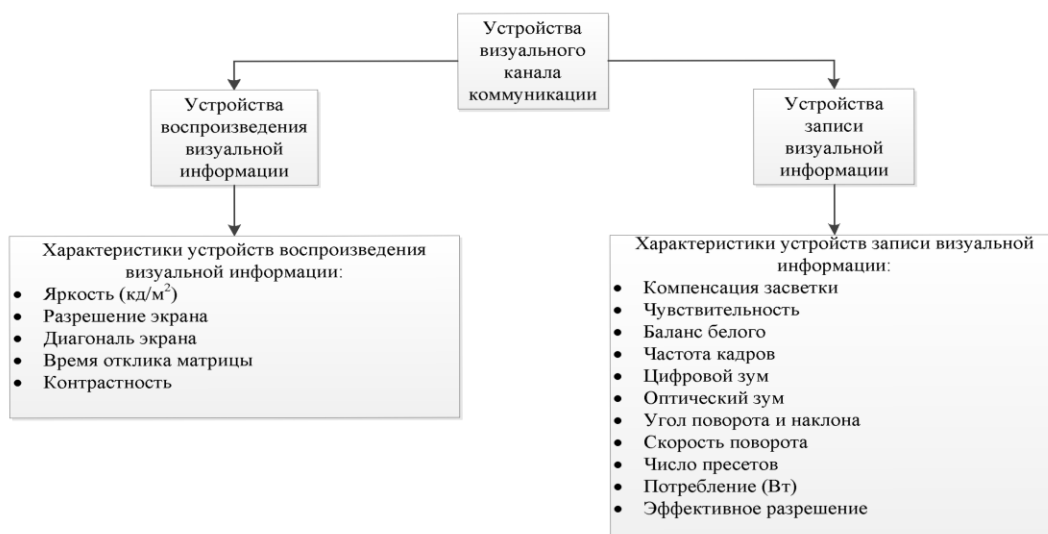 Устройства
визуального
канала
коммуникации
Устройства
воспроизведения
визуальной
информации
Устройства
записи
визуальной
информации
Характеристики устройств воспроизведения
визуальной информации:
• Яркость (кд/м²)
• Разрешение экрана
• Диагональ экрана
• Время отклика матрицы
• Контрастность
Характеристики устройств записи визуальной
информации:
• Компенсация засветки
• Чувствительность
• Баланс белого
• Частота кадров
• Цифровой зум
• Оптический зум
• Угол поворота и наклона
• Скорость поворота
• Число пресетов
• Потребление (Вт)
• Эффективное разрешение